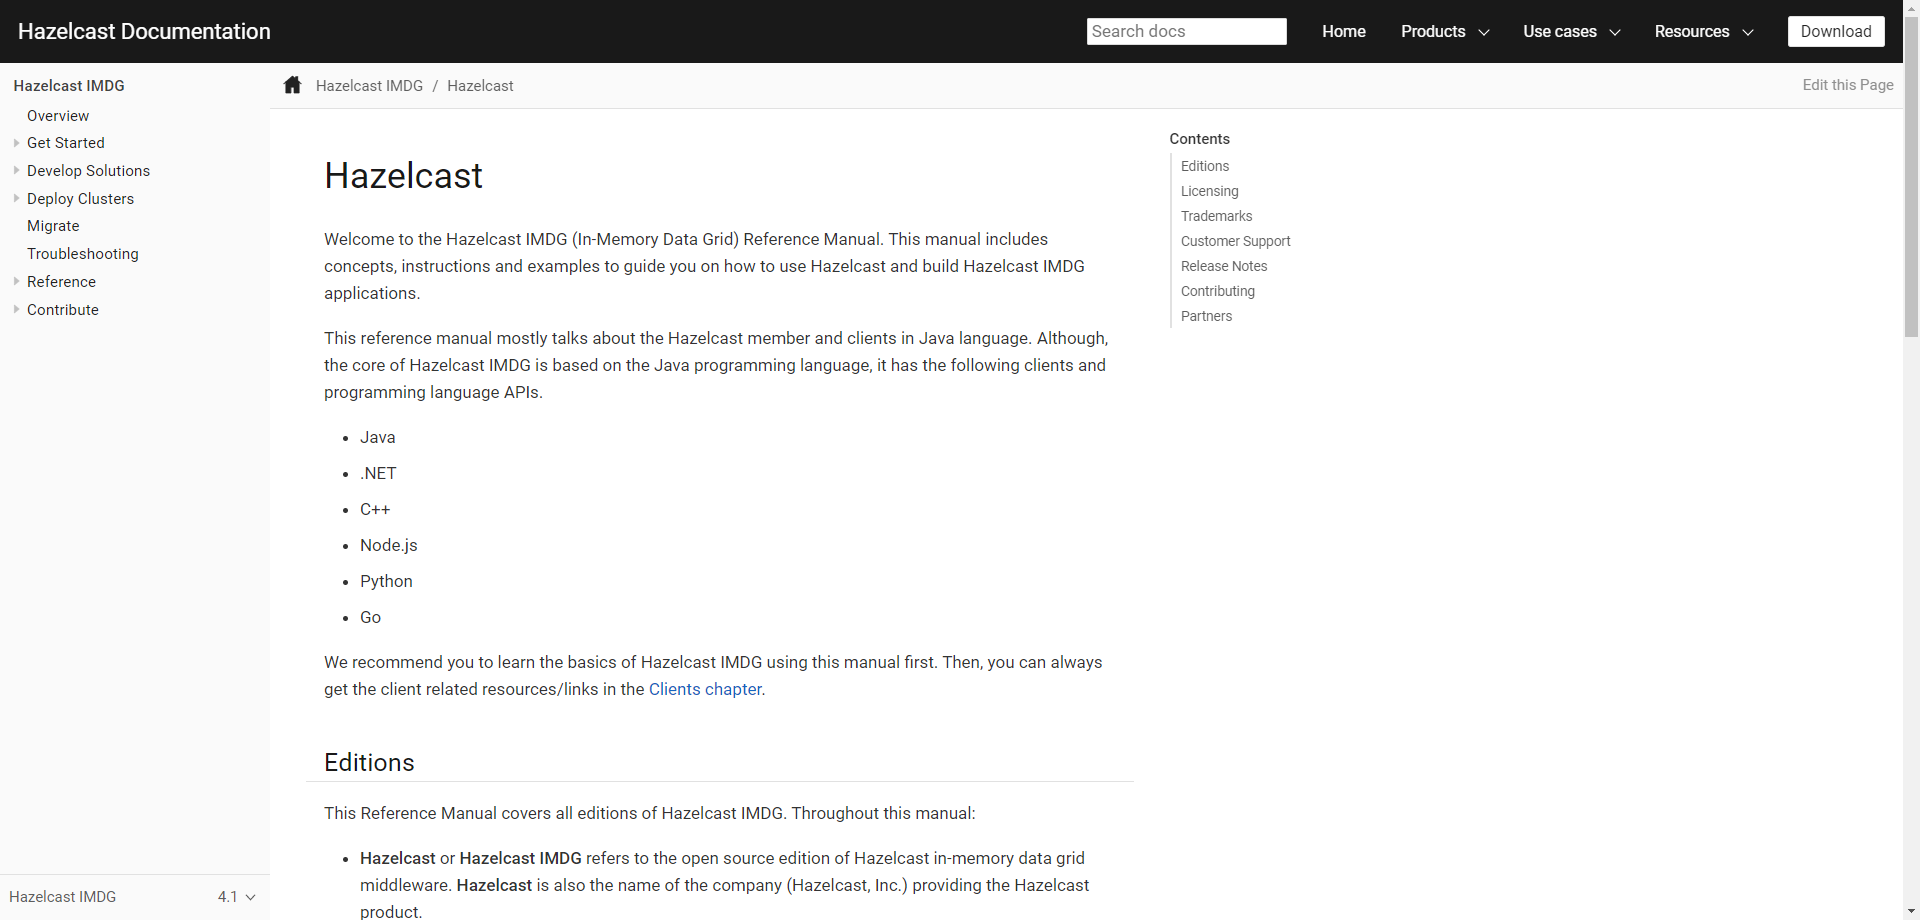 Hazelcast Documentation
Search docs
Home
Products
Use cases
Resources
Download
Hazelcast IMDG
Overview
Get Started
Develop Solutions
Deploy Clusters
Migrate
Troubleshooting
Reference
Contribute
Hazelcast IMDG 4.1
Hazelcast IMDG / Hazelcast
Edit this Page
Hazelcast
Welcome to the Hazelcast IMDG (In-Memory Data Grid) Reference Manual. This manual includes
concepts, instructions and examples to guide you on how to use Hazelcast and build Hazelcast IMDG
applications.
This reference manual mostly talks about the Hazelcast member and clients in Java language. Although,
the core of Hazelcast IMDG is based on the Java programming language, it has the following clients and
programming language APIs.
• Java
• .NET
• C++
• Node.js
• Python
• Go
We recommend you to learn the basics of Hazelcast IMDG using this manual first. Then, you can always
get the client related resources/links in the Clients chapter.
Editions
This Reference Manual covers all editions of Hazelcast IMDG. Throughout this manual:
• Hazelcast or Hazelcast IMDG refers to the open source edition of Hazelcast in-memory data grid
middleware. Hazelcast is also the name of the company (Hazelcast, Inc.) providing the Hazelcast
product.
Contents
Editions
Licensing
Trademarks
Customer Support
Release Notes
Contributing
Partners